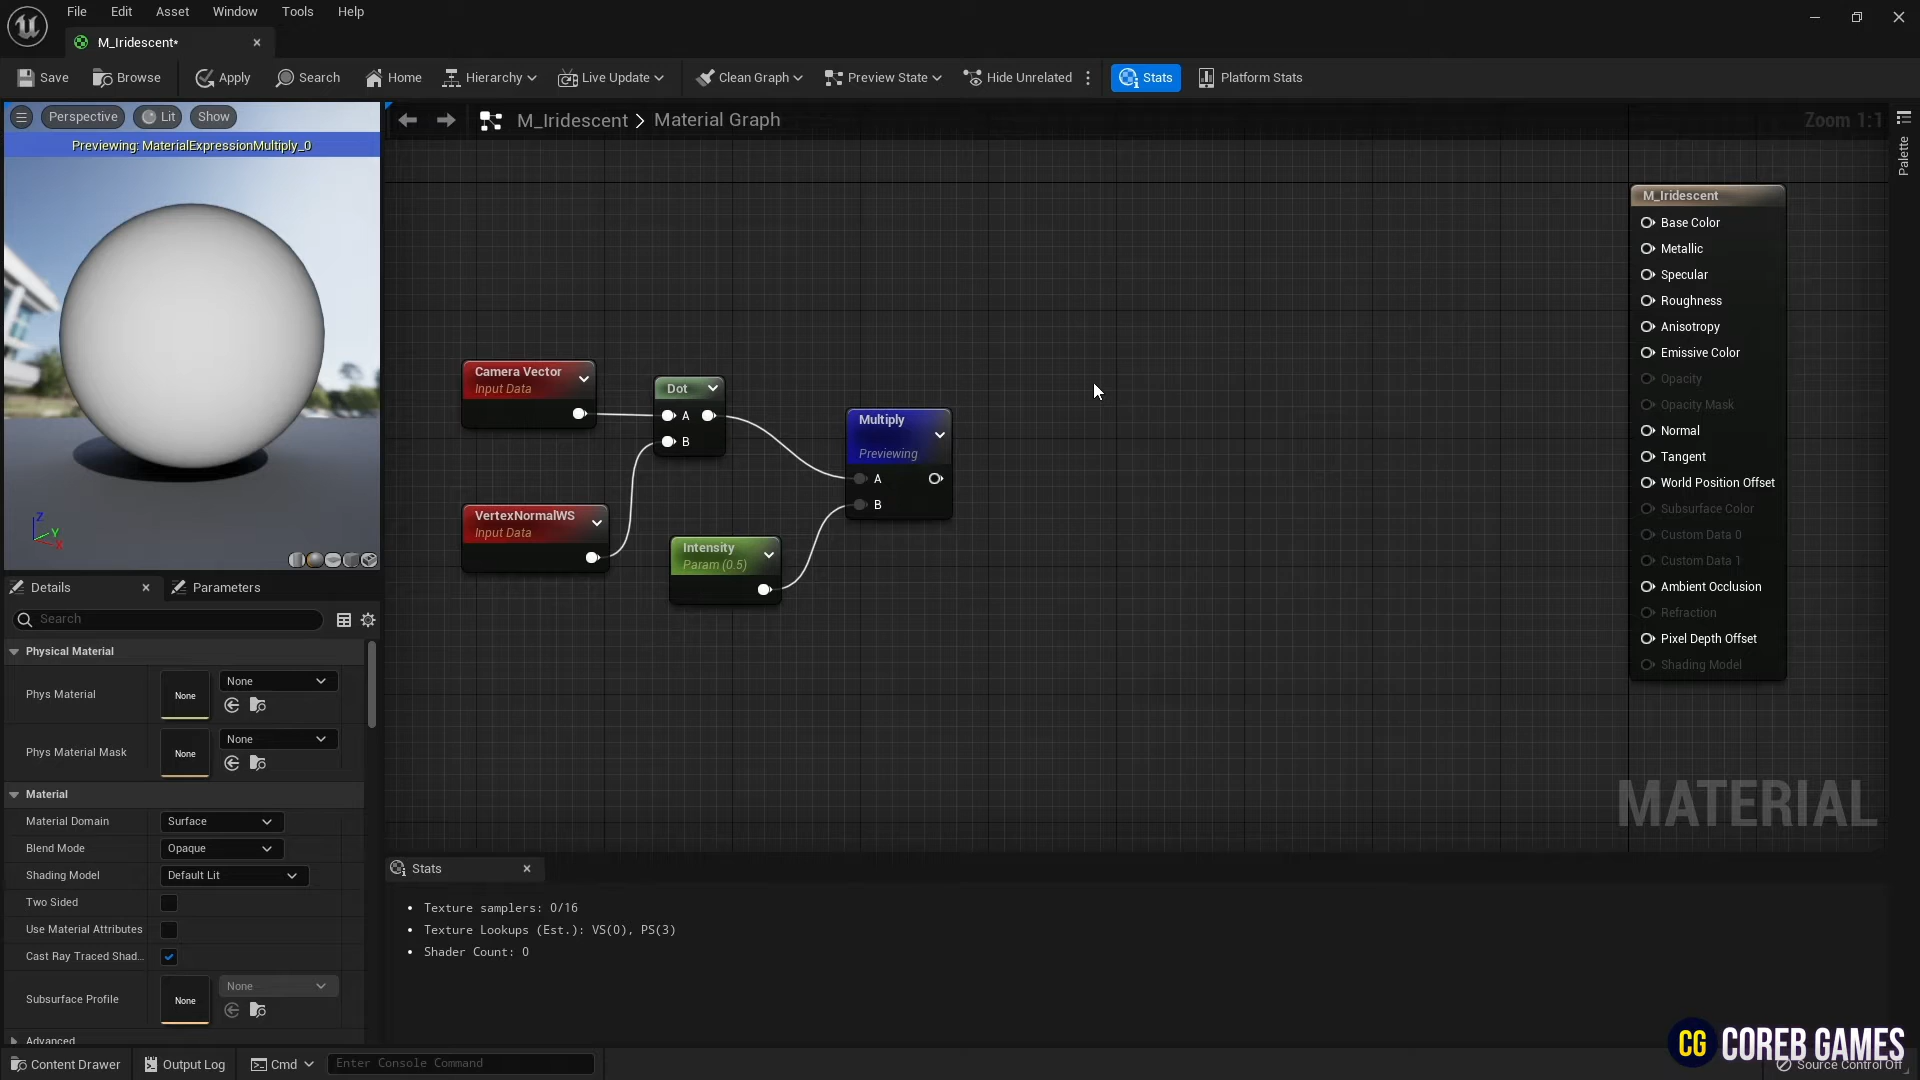 File Edit Asset Window Tools Help
M_Iridescent*
Save Browse Apply Search Home Hierarchy Live Update Clean Graph Preview State Hide Unrelated Stats Platform Stats
Perspective Lit Show
M_Iridescent > Material Graph
Zoom 1:1
Palette
Previewing: MaterialExpressionMultiply_0
M_Iridescent
Base Color
Metallic
Specular
Roughness
Anisotropy
Emissive Color
Opacity
Opacity Mask
Normal
Tangent
World Position Offset
Subsurface Color
Custom Data 0
Custom Data 1
Ambient Occlusion
Refraction
Pixel Depth Offset
Shading Model
Camera Vector
Input Data
Dot
A
B
Multiply
Previewing
A
B
VertexNormalWS
Input Data
Intensity
Param (0.5)
Z
Y
X
MATERIAL
Details Parameters
Search
Physical Material
Phys Material None None
Phys Material Mask None None
Material
Material Domain Surface
Blend Mode Opaque
Shading Model Default Lit
Two Sided
Use Material Attributes
Cast Ray Traced Shad...
Subsurface Profile None None
Advanced
Stats
• Texture samplers: 0/16
• Texture Lookups (Est.): VS(0), PS(3)
• Shader Count: 0
Content Drawer Output Log Cmd Enter Console Command
CG COREB GAMES
Source Control Off